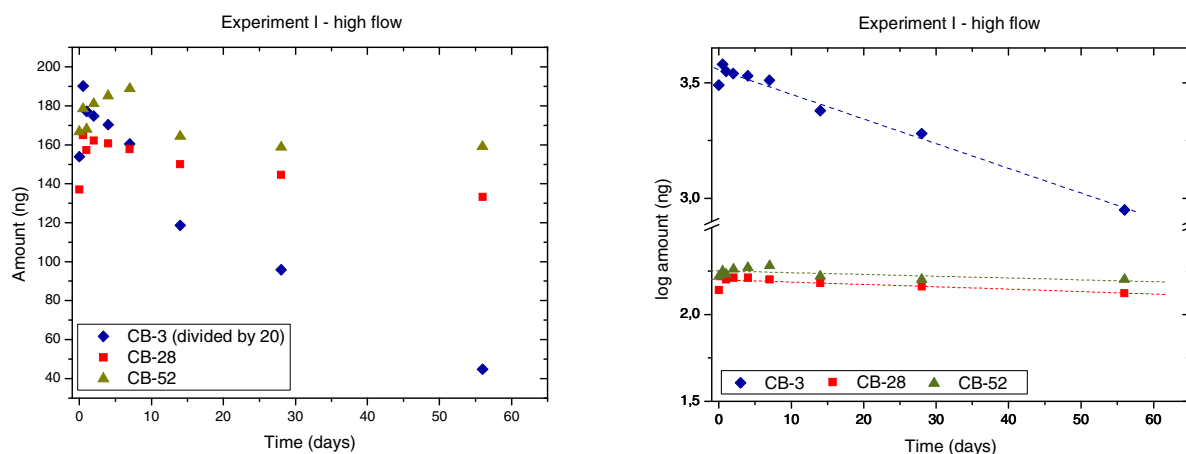 Experiment I - high flow
Amount (ng)
200
180
160
140
120
100
80
60
40
CB-3 (divided by 20)
CB-28
CB-52
0 10 20 30 40 50 60
Time (days)
Experiment I - high flow
log amount (ng)
3,5
3,0
2,0
1,5
CB-3 CB-28 CB-52
0 10 20 30 40 50 60
Time (days)